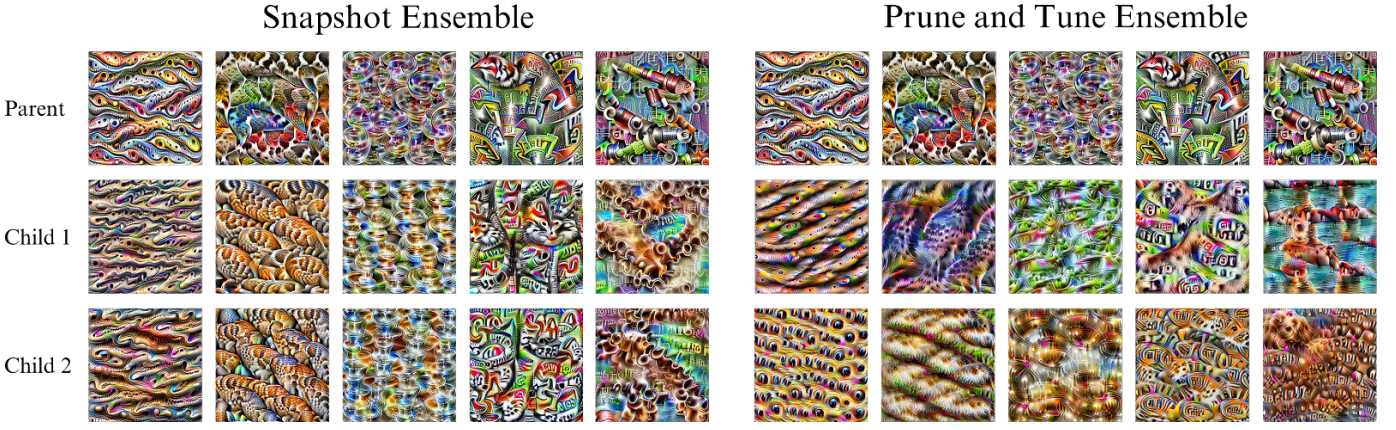 Snapshot Ensemble
Prune and Tune Ensemble
Parent
Child 1
Child 2